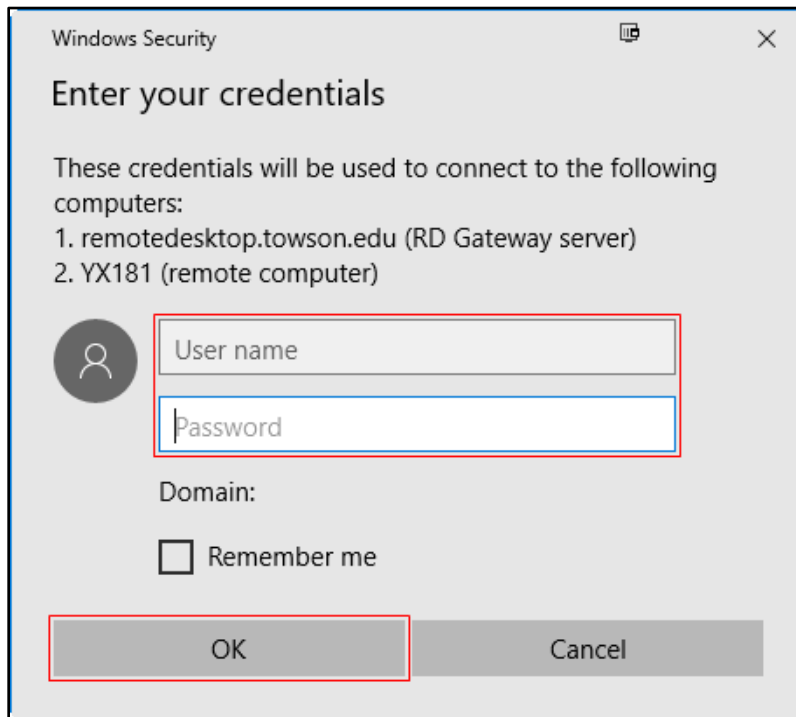 Windows Security
Enter your credentials
These credentials will be used to connect to the following
computers:
1. remotedesktop.towson.edu (RD Gateway server)
2. YX181 (remote computer)
User name
Password
Domain:
Remember me
OK
Cancel